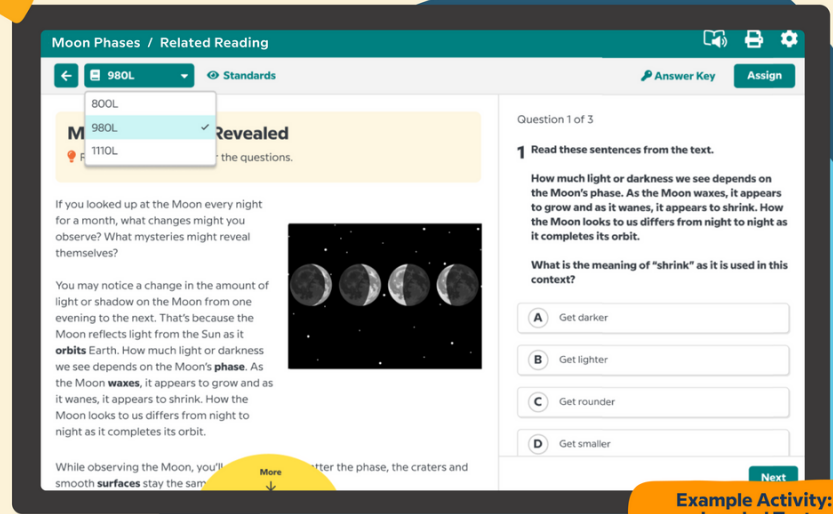 Moon Phases / Related Reading
980L
Standards
Answer Key
Assign
800L
980L
1110L
Revealed
the questions.
If you looked up at the Moon every night
for a month, what changes might you
observe? What mysteries might reveal
themselves?
You may notice a change in the amount of
light or shadow on the Moon from one
evening to the next. That's because the
Moon reflects light from the Sun as it
orbits Earth. How much light or darkness
we see depends on the Moon's phase. As
the Moon waxes, it appears to grow and as
it wanes, it appears to shrink. How the
Moon looks to us differs from night to
night as it completes its orbit.
While observing the Moon, the phase, the craters and
smooth surfaces stay the
More
Question 1 of 3
1 Read these sentences from the text.
How much light or darkness we see depends on
the Moon's phase. As the Moon waxes, it appears
to grow and as it wanes, it appears to shrink. How
the Moon looks to us differs from night to night as
it completes its orbit.
What is the meaning of "shrink" as it is used in this
context?
A Get darker
B Get lighter
C Get rounder
D Get smaller
Next
Example Activity: